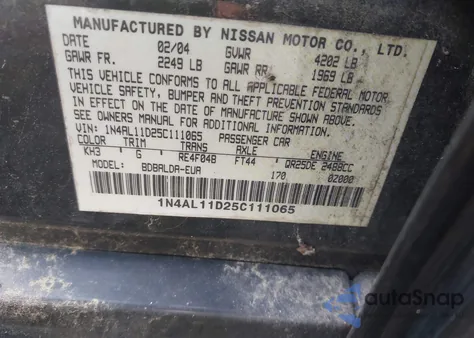 MANUFACTURED BY NISSAN MOTOR CO., LTD.
02/04 GVWR 4202 LB
GAWR FR: 2249 LB GAWR RR: 1969 LB
THIS VEHICLE CONFORMS TO ALL APPLICABLE FEDERAL MOTOR
VEHICLE SAFETY, BUMPER AND THEFT PREVENTION STANDARDS
IN EFFECT ON THE DATE OF MANUFACTURE SHOWN ABOVE.
SEE OWNERS MANUAL FOR ADDITIONAL INFORMATION.
VIN: 1N4AL11D25C111065 PASSENGER CAR
COLOR TRIM TRANS AXLE ENGINE
KH3 G RE4F04B FT44 QR25DE 2488CC
MODEL: BDBALDA-EUA 170 0Z000
1N4AL11D25C111065
autoSnap